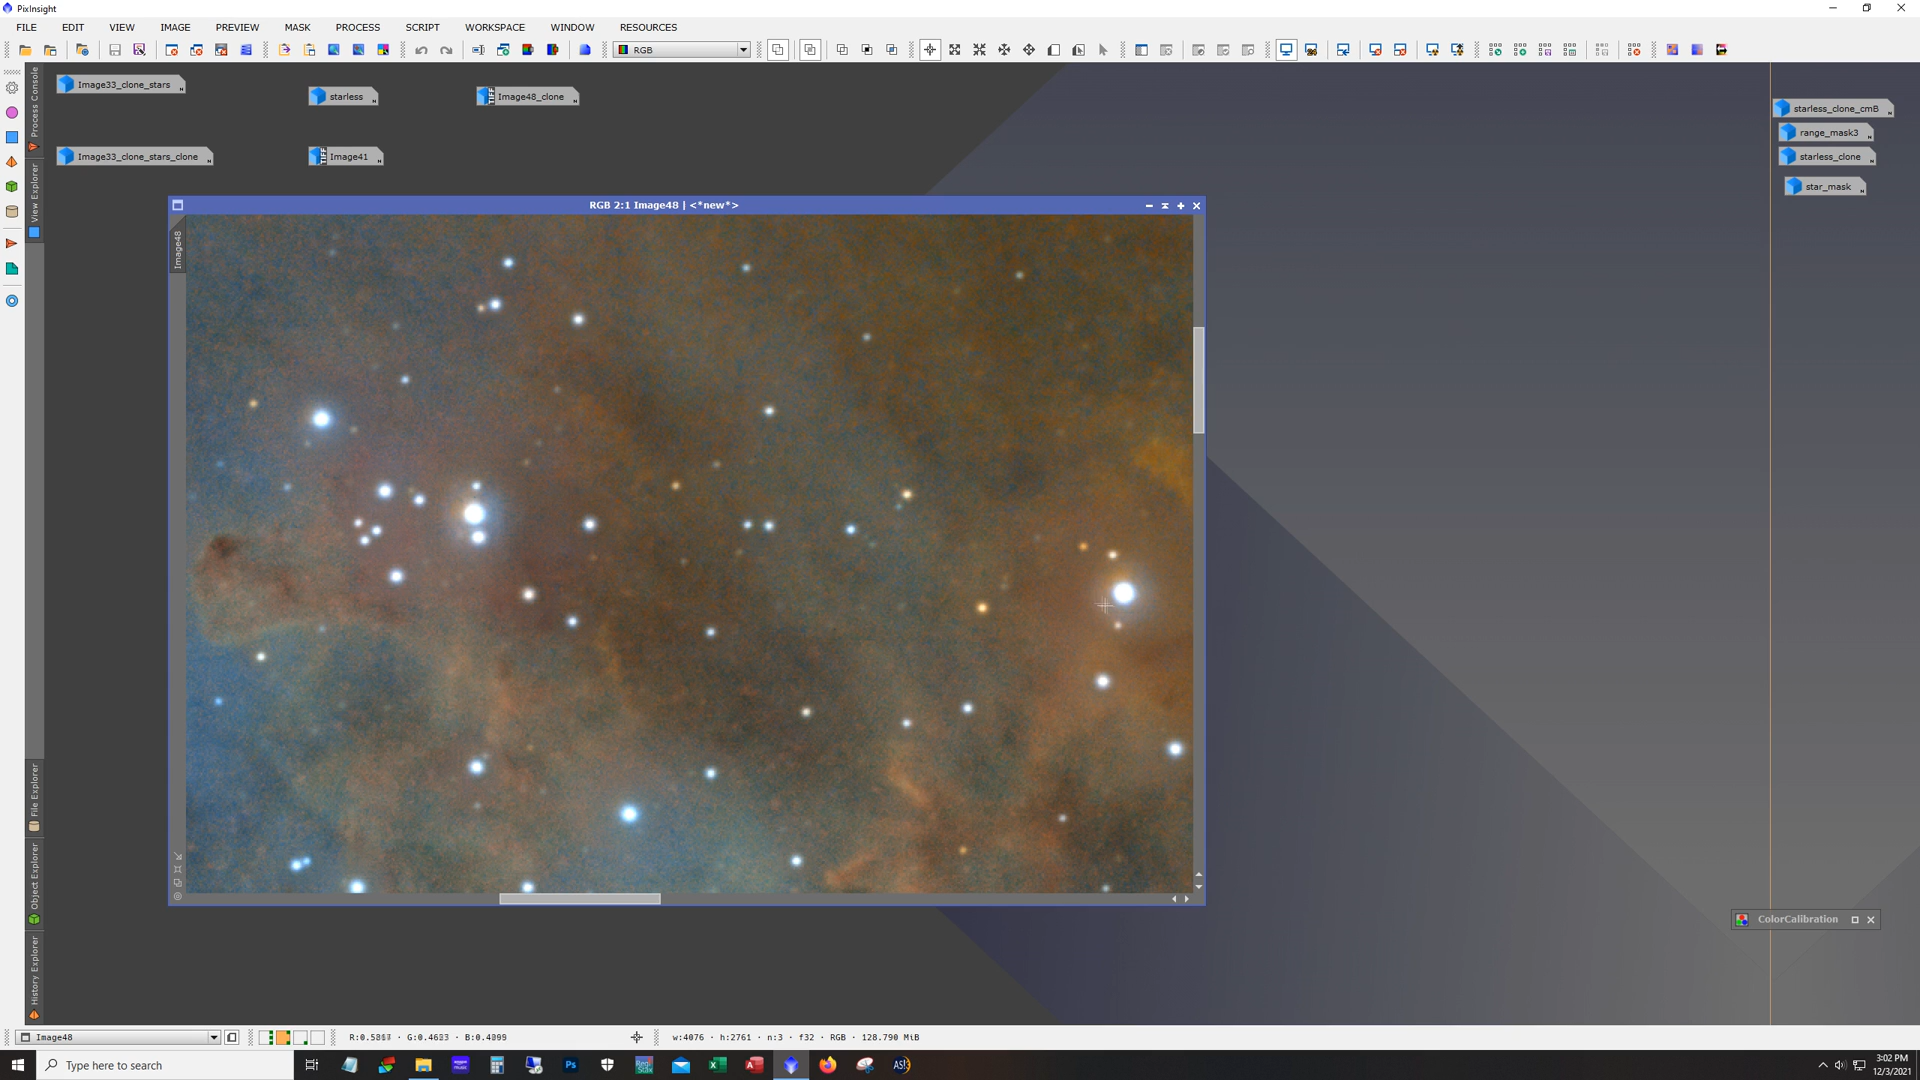 PixInsight
FILE EDIT VIEW IMAGE PREVIEW MASK PROCESS SCRIPT WORKSPACE WINDOW RESOURCES
RGB
Process Console
View Explorer
File Explorer
Object Explorer
History Explorer
Image33_clone_stars
starless
Image48_clone
Image33_clone_stars_clone
Image41
starless_clone_cmB
range_mask3
starless_clone
star_mask
RGB 2:1 Image48 | <*new*>
Image48
ColorCalibration
Image48
w:4076 · h:2761 · n:3 · f32 · RGB · 128.790 MiB
Type here to search
3:02 PM
12/3/2021